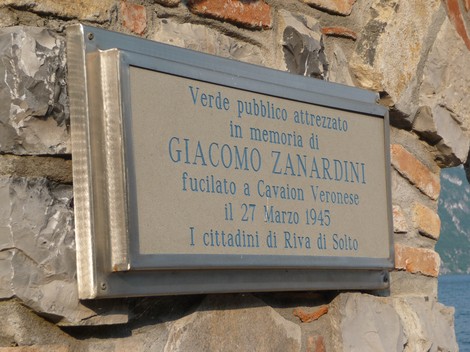 Verde pubblico attrezzato
in memoria di
GIACOMO ZANARDINI
fucilato a Cavaion Veronese
il 27 Marzo 1945
I cittadini di Riva di Solto